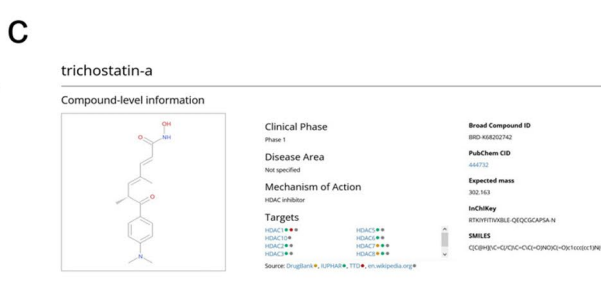 C
trichostatin-a
Compound-level information
OH
O
NH
O
N
Clinical Phase
Phase 1
Disease Area
Not specified
Mechanism of Action
HDAC inhibitor
Targets
HDAC1
HDAC5
HDAC10
HDAC6
HDAC2
HDAC7
HDAC3
HDAC8
Source: DrugBank, IUPHAR, TTD, en.wikipedia.org
Broad Compound ID
BRD-K68202742
PubChem CID
444732
Expected mass
302.163
InChIKey
RTKIYFITIVXBLE-QEQCGCAPSA-N
SMILES